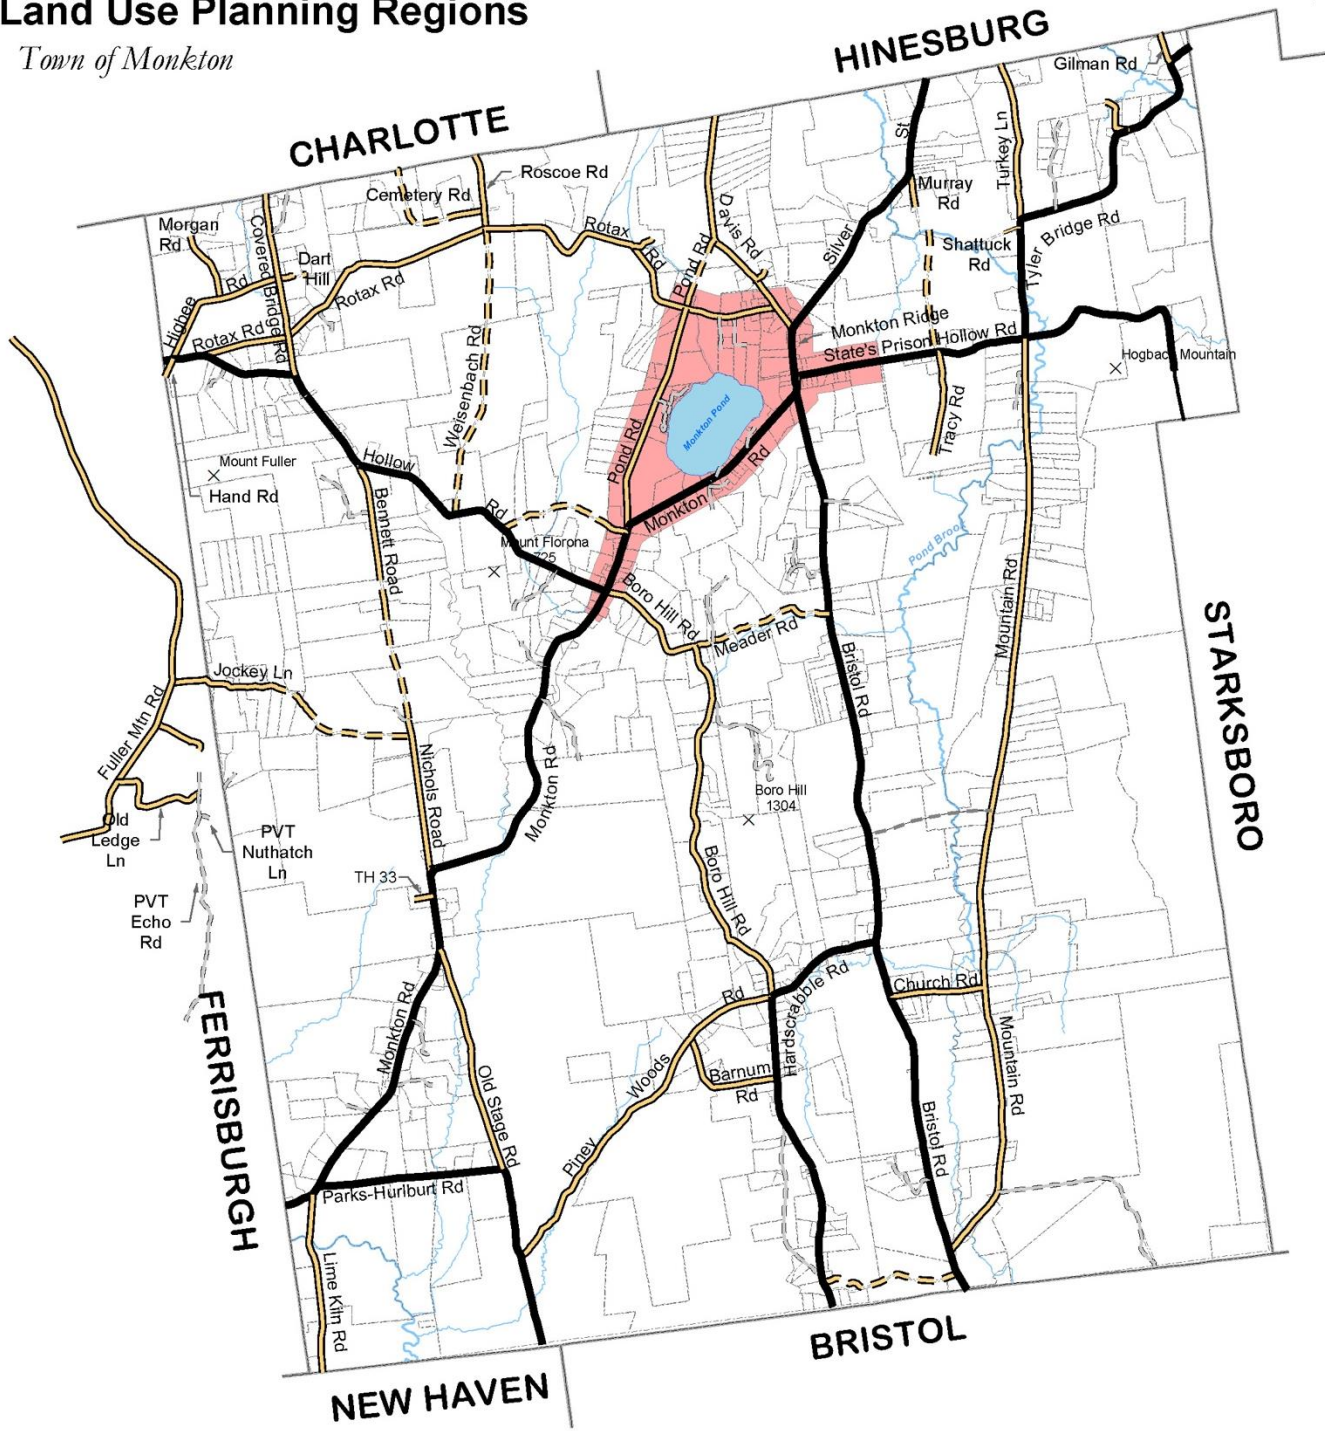 Land Use Planning Regions
Town of Monkton
HINESBURG
CHARLOTTE
Gilman Rd
Roscoe Rd
Cemetery Rd
St
Turkey Ln
Murray
Rd
Morgan
Rd
Covered Bridge Rd
Davis Rd
Rotax
Rd
Silver
Shattuck
Rd
Tyler
Bridge Rd
Dart
Hill
Rd
Higbee
Rotax Rd
Rotax Rd
Pond Rd
Monkton Ridge
State's Prison Hollow Rd
Hogback Mountain
Weisenbach Rd
Tracy Rd
Monkton Pond
Pond Rd
Mount Fuller
Hand Rd
Hollow
Rd
Monkton
Rd
Bennett Road
Mount Florona
725
Pond Brook
Boro Hill Rd
Meader Rd
Mountain Rd
STARKSBORO
Jockey Ln
Fuller Mtn Rd
Bristol Rd
Nichols Road
Monkton Rd
Boro Hill
1304
Old
Ledge
Ln
PVT
Nuthatch
Ln
TH 33
PVT
Echo
Rd
Boro Hill Rd
Hardscrabble Rd
Church Rd
Rd
FERRISBURGH
Monkton Rd
Woods
Barnum
Rd
Mountain Rd
Old Stage Rd
Piney
Bristol Rd
Parks-Hurlburt Rd
Lime Kiln Rd
BRISTOL
NEW HAVEN